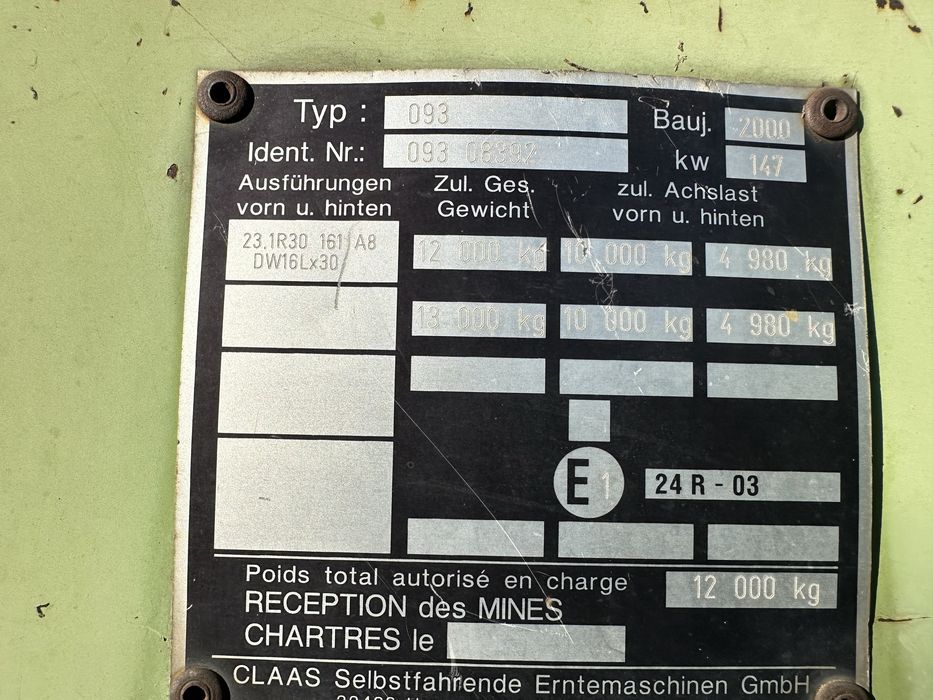 Typ : 093 Bauj. 2000
Ident. Nr.: 093 08392 kw 147
Ausführungen Zul. Ges. zul. Achslast
vorn u. hinten Gewicht vorn u. hinten
23.1R30 161 A8 12 000 kg 10 000 kg 4 980 kg
DW16Lx30
13 000 kg 10 000 kg 4 980 kg
E 1 24 R - 03
Poids total autorisé en charge 12 000 kg
RECEPTION des MINES
CHARTRES le
CLAAS Selbstfahrende Erntemaschinen GmbH